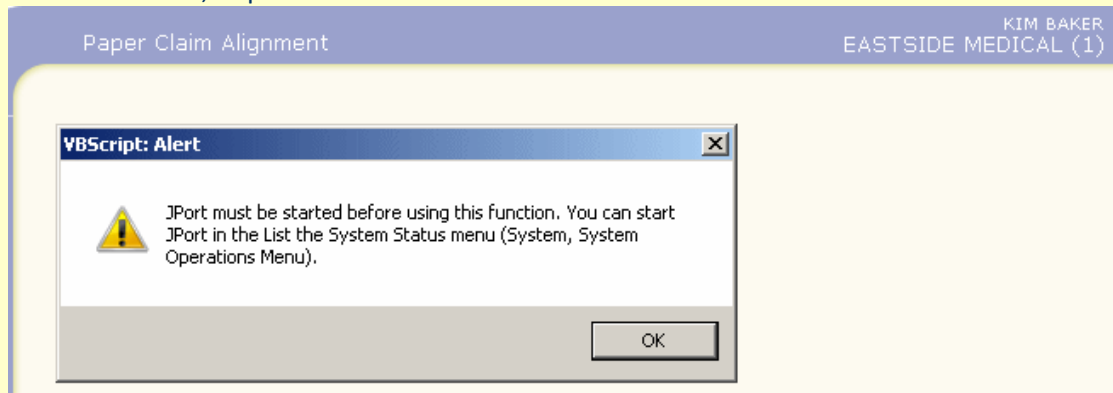 Paper Claim Alignment
KIM BAKER
EASTSIDE MEDICAL (1)
VBScript: Alert
JPort must be started before using this function. You can start
JPort in the List the System Status menu (System, System
Operations Menu).
OK